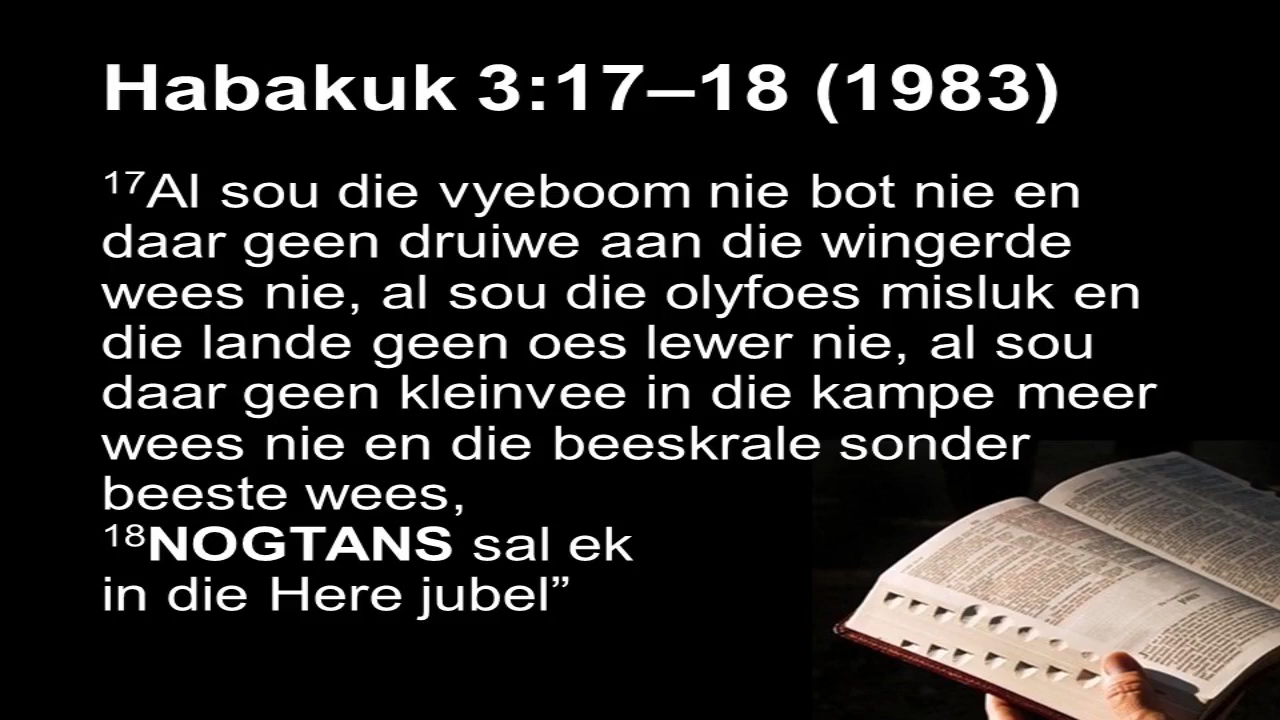 Habakuk 3:17–18 (1983)
17Al sou die vyeboom nie bot nie en
daar geen druiwe aan die wingerde
wees nie, al sou die olyfoes misluk en
die lande geen oes lewer nie, al sou
daar geen kleinvee in die kampe meer
wees nie en die beeskrale sonder
beeste wees,
18NOGTANS sal ek
in die Here jubel”